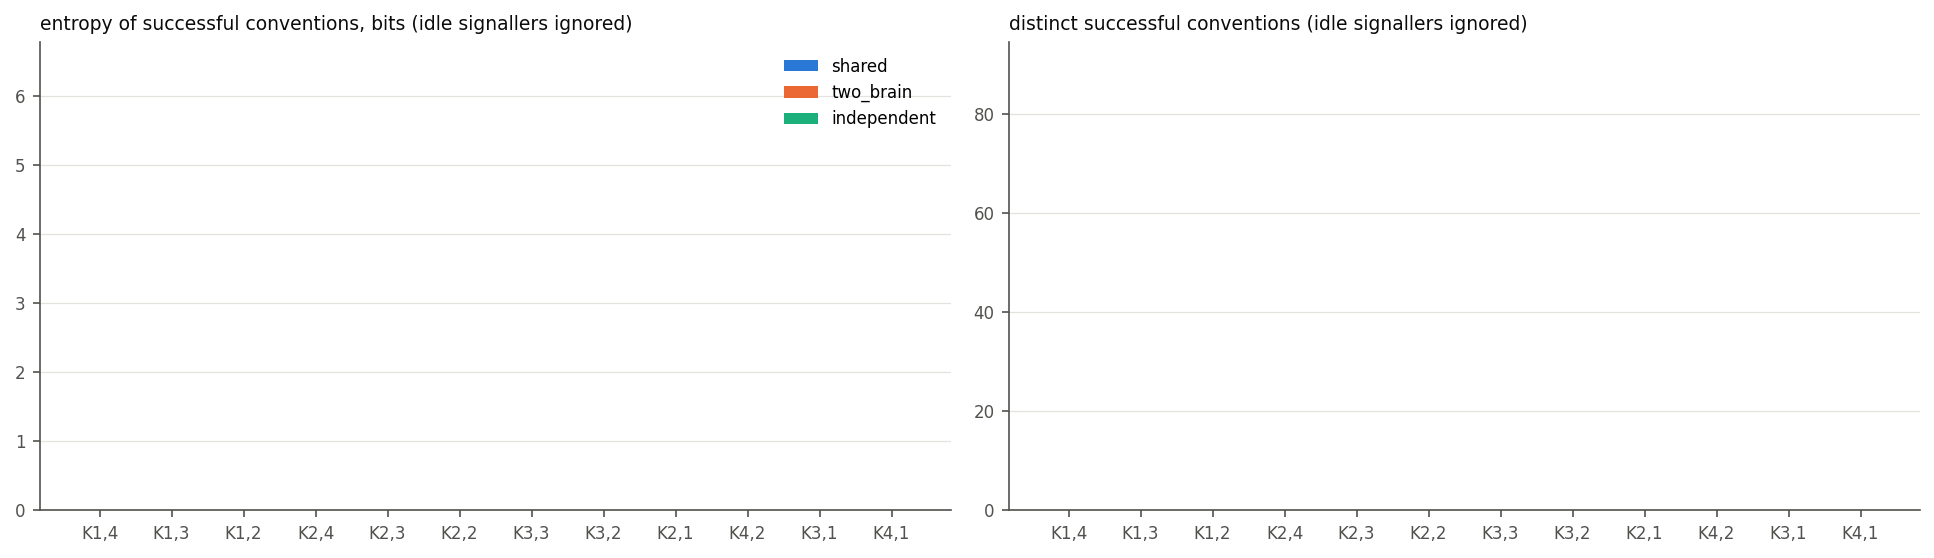 entropy of successful conventions, bits (idle signallers ignored)
shared
two_brain
independent
6
5
4
3
2
1
0
K1,4 K1,3 K1,2 K2,4 K2,3 K2,2 K3,3 K3,2 K2,1 K4,2 K3,1 K4,1
distinct successful conventions (idle signallers ignored)
80
60
40
20
0
K1,4 K1,3 K1,2 K2,4 K2,3 K2,2 K3,3 K3,2 K2,1 K4,2 K3,1 K4,1